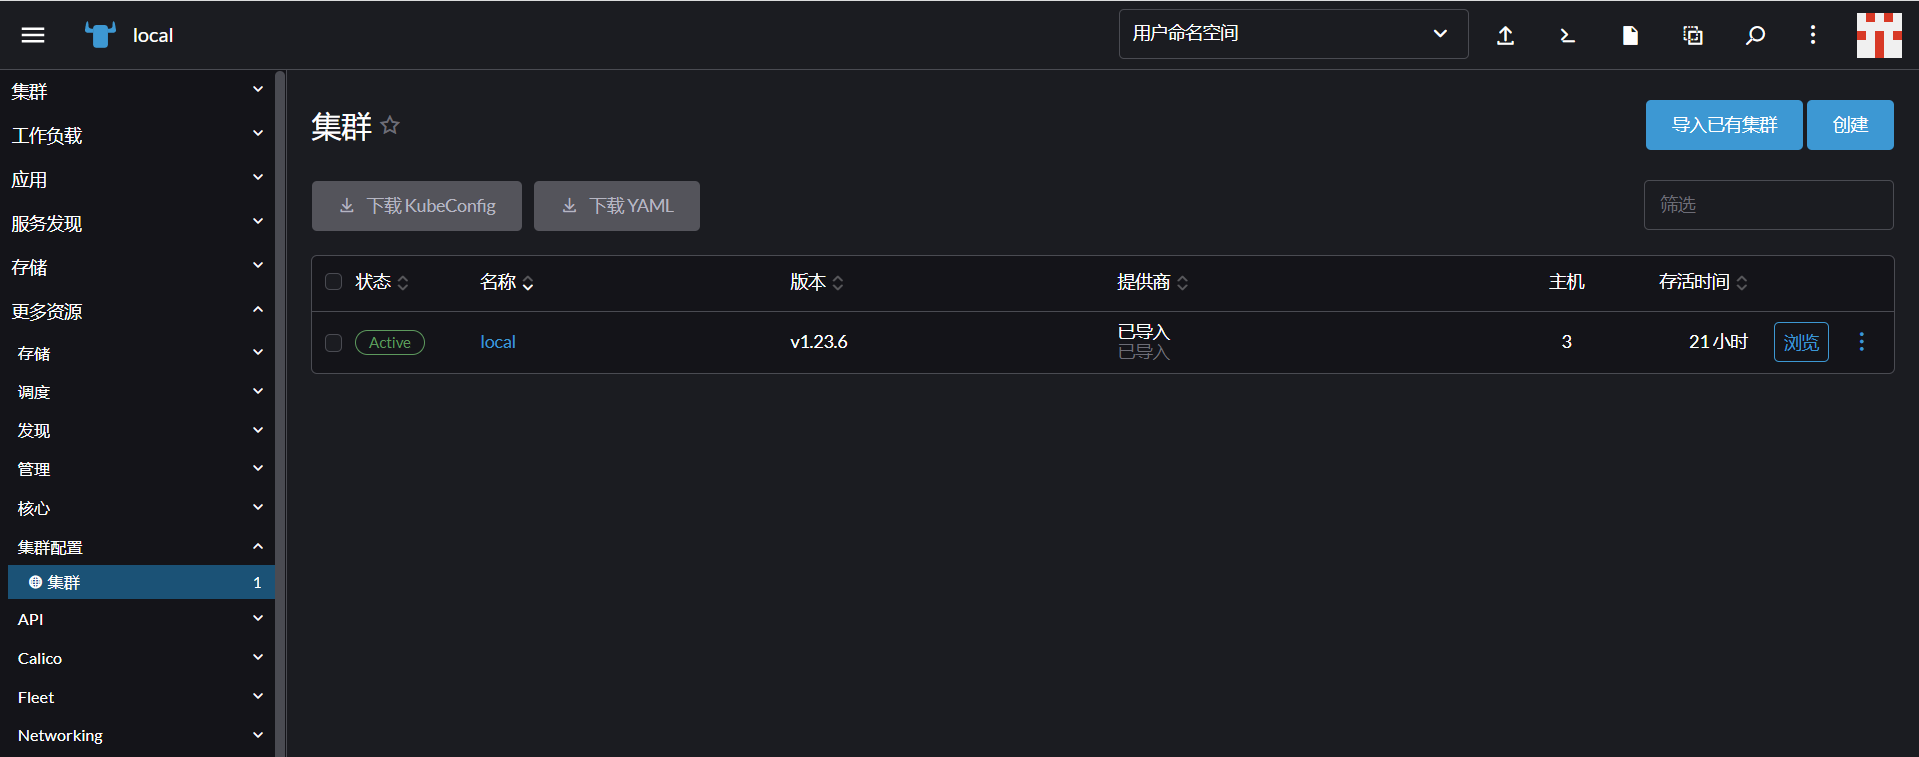 local
用户命名空间
集群
工作负载
应用
服务发现
存储
更多资源
存储
调度
发现
管理
核心
集群配置
集群 1
API
Calico
Fleet
Networking
集群
导入已有集群 创建
下载 KubeConfig 下载 YAML
筛选
状态 名称 版本 提供商 主机 存活时间
Active local v1.23.6 已导入 3 21 小时 浏览
已导入